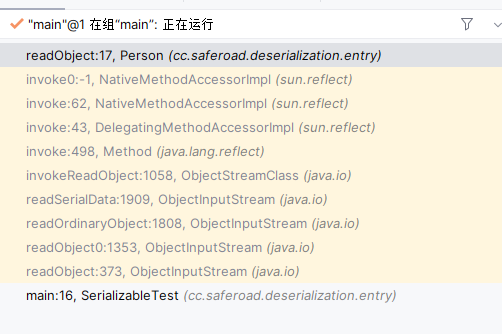 "main"@1 在组"main": 正在运行
readObject:17, Person (cc.saferoad.deserialization.entry)
invoke0:-1, NativeMethodAccessorImpl (sun.reflect)
invoke:62, NativeMethodAccessorImpl (sun.reflect)
invoke:43, DelegatingMethodAccessorImpl (sun.reflect)
invoke:498, Method (java.lang.reflect)
invokeReadObject:1058, ObjectStreamClass (java.io)
readSerialData:1909, ObjectInputStream (java.io)
readOrdinaryObject:1808, ObjectInputStream (java.io)
readObject0:1353, ObjectInputStream (java.io)
readObject:373, ObjectInputStream (java.io)
main:16, SerializableTest (cc.saferoad.deserialization.entry)